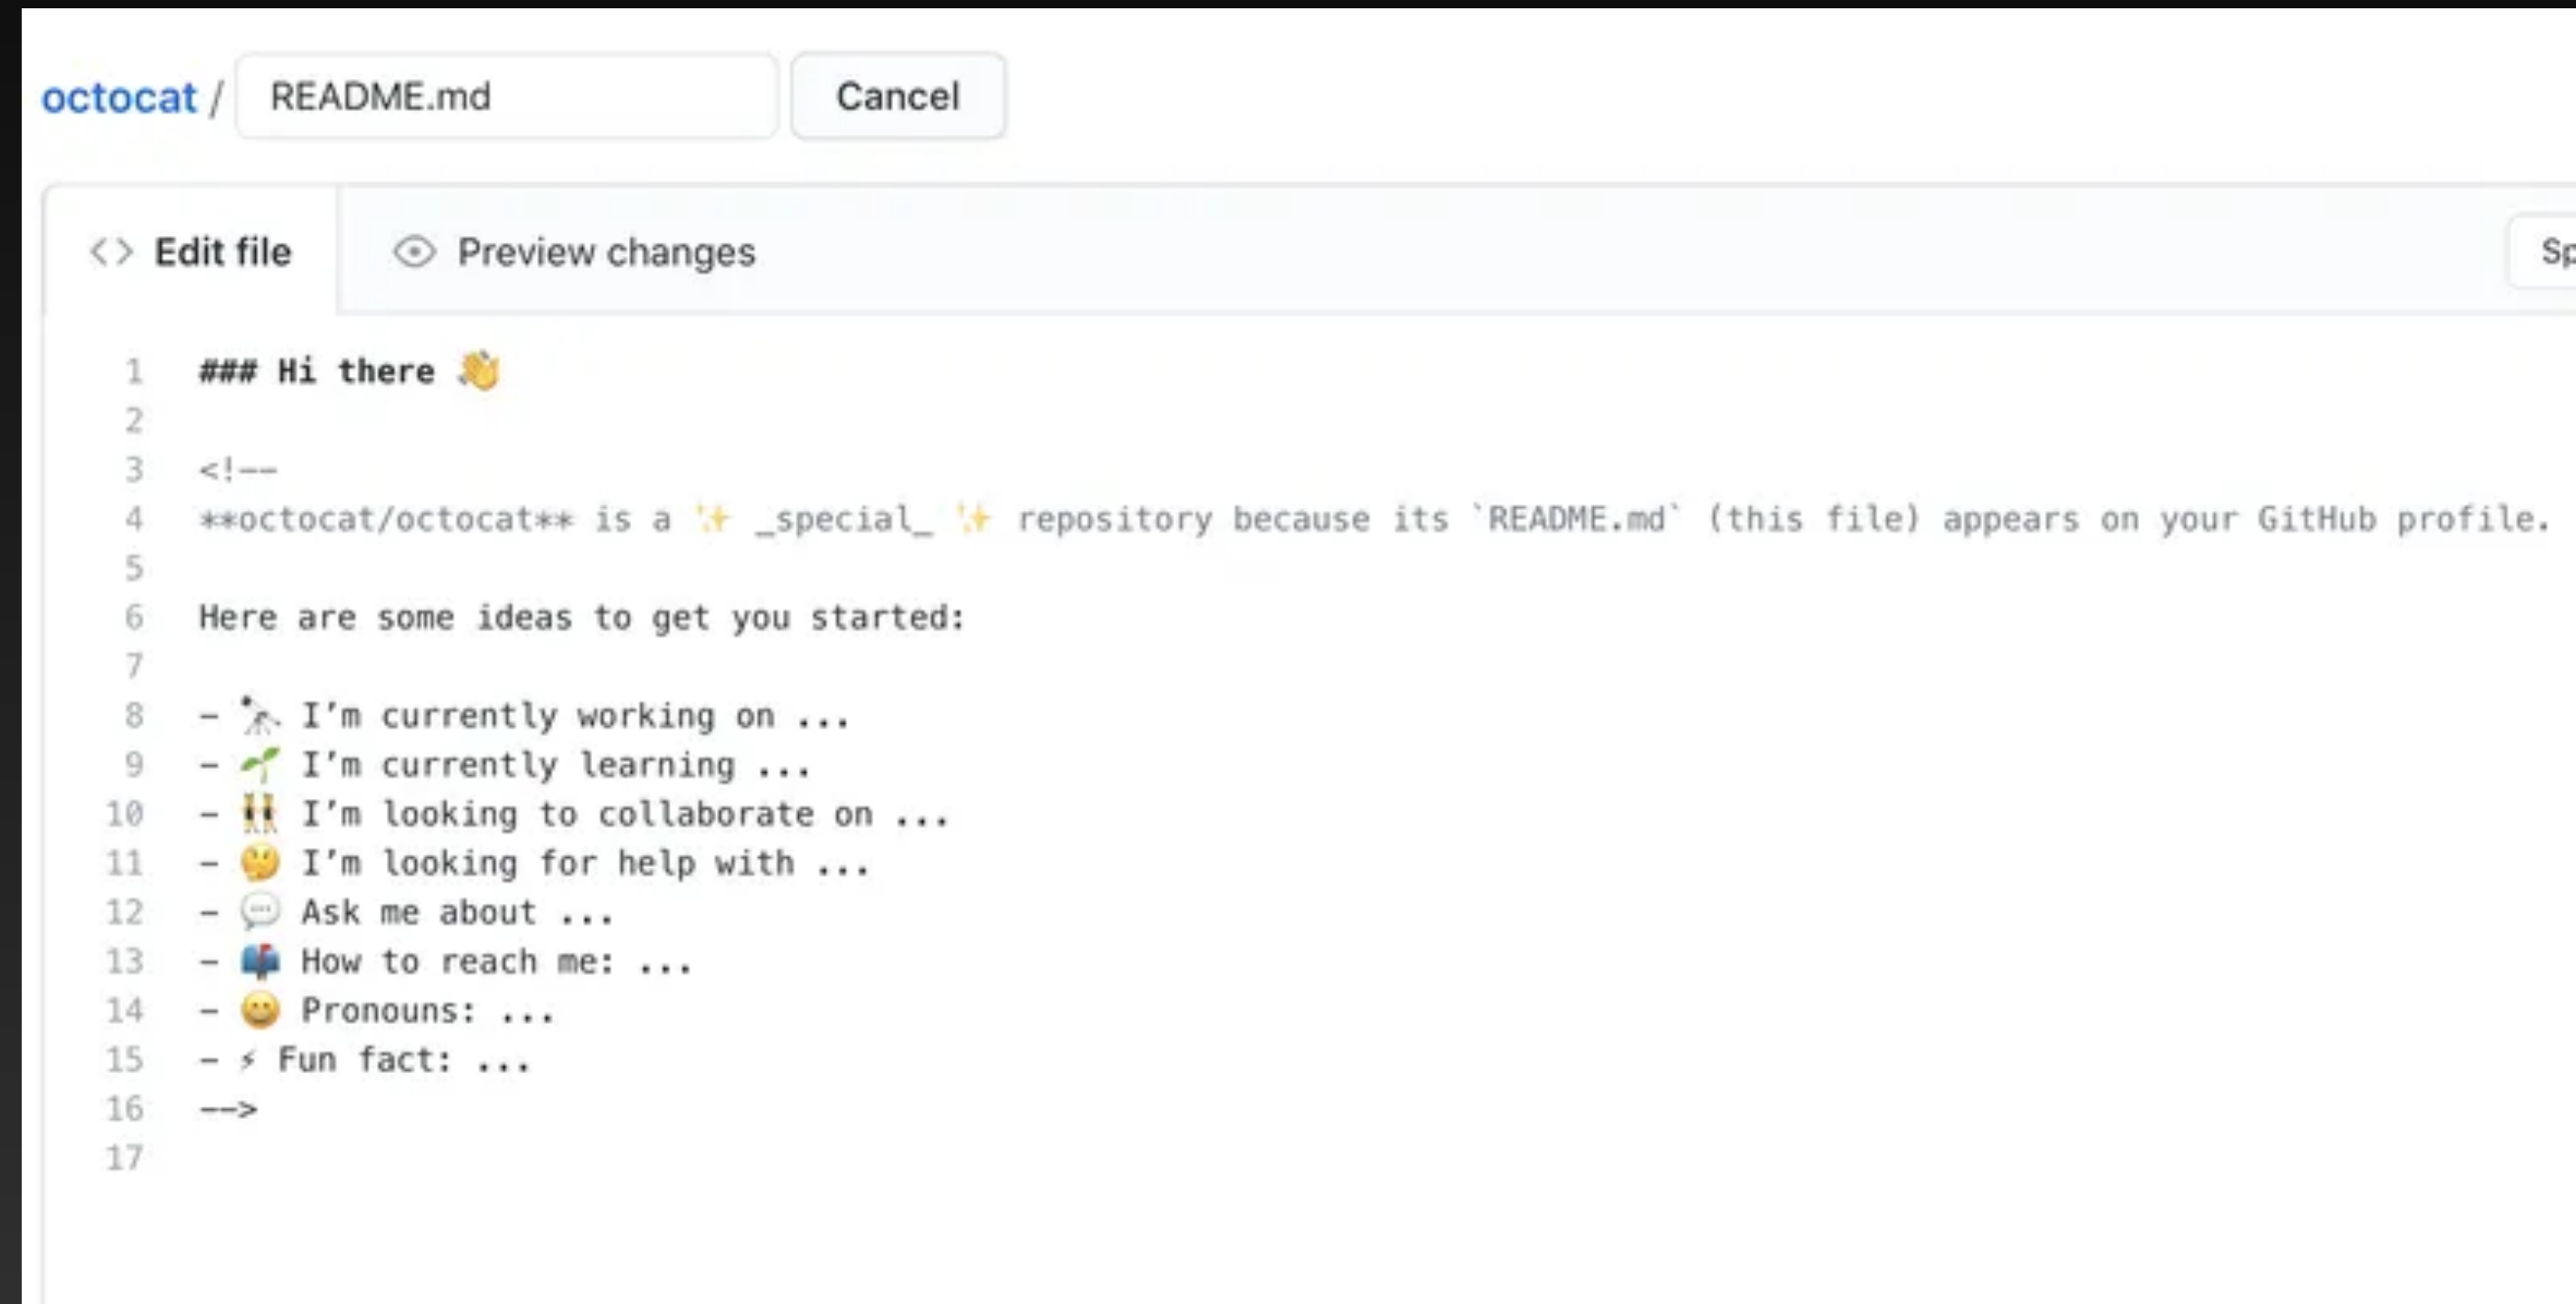 octocat / README.md Cancel
<> Edit file Preview changes Sp
1 ### Hi there 👋
2
3 <!--
4 **octocat/octocat** is a ✨ _special_ ✨ repository because its `README.md` (this file) appears on your GitHub profile.
5
6 Here are some ideas to get you started:
7
8 - 🔭 I’m currently working on ...
9 - 🌱 I’m currently learning ...
10 - 👯 I’m looking to collaborate on ...
11 - 🤔 I’m looking for help with ...
12 - 💬 Ask me about ...
13 - 📫 How to reach me: ...
14 - 😄 Pronouns: ...
15 - ⚡ Fun fact: ...
16 -->
17